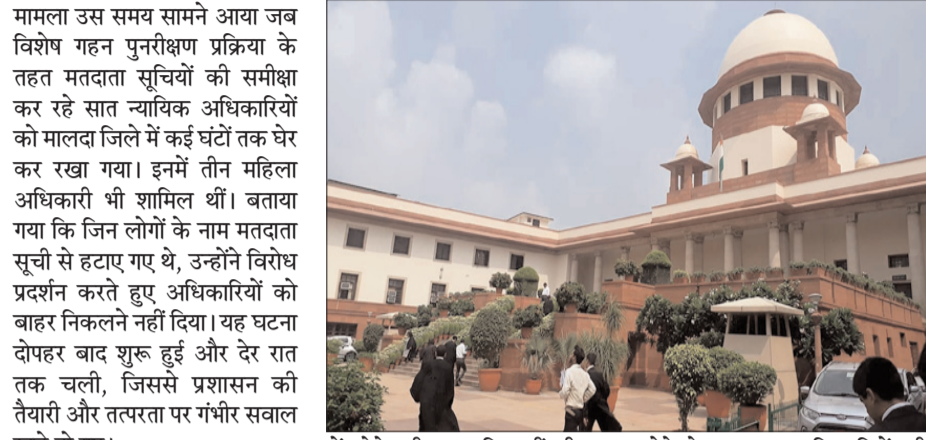 मामला उस समय सामने आया जब
विशेष गहन पुनरीक्षण प्रक्रिया के
तहत मतदाता सूचियों की समीक्षा
कर रहे सात न्यायिक अधिकारियों
को मालदा जिले में कई घंटों तक घेर
कर रखा गया। इनमें तीन महिला
अधिकारी भी शामिल थीं। बताया
गया कि जिन लोगों के नाम मतदाता
सूची से हटाए गए थे, उन्होंने विरोध
प्रदर्शन करते हुए अधिकारियों को
बाहर निकलने नहीं दिया। यह घटना
दोपहर बाद शुरू हुई और देर रात
तक चली, जिससे प्रशासन की
तैयारी और तत्परता पर गंभीर सवाल